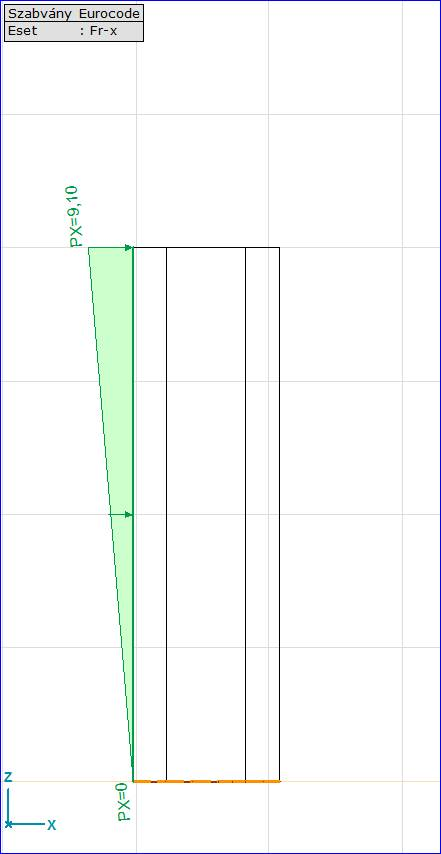 Szabvány Eurocode
Eset : Fr-x
PX=9,10
PX=0
Z
X